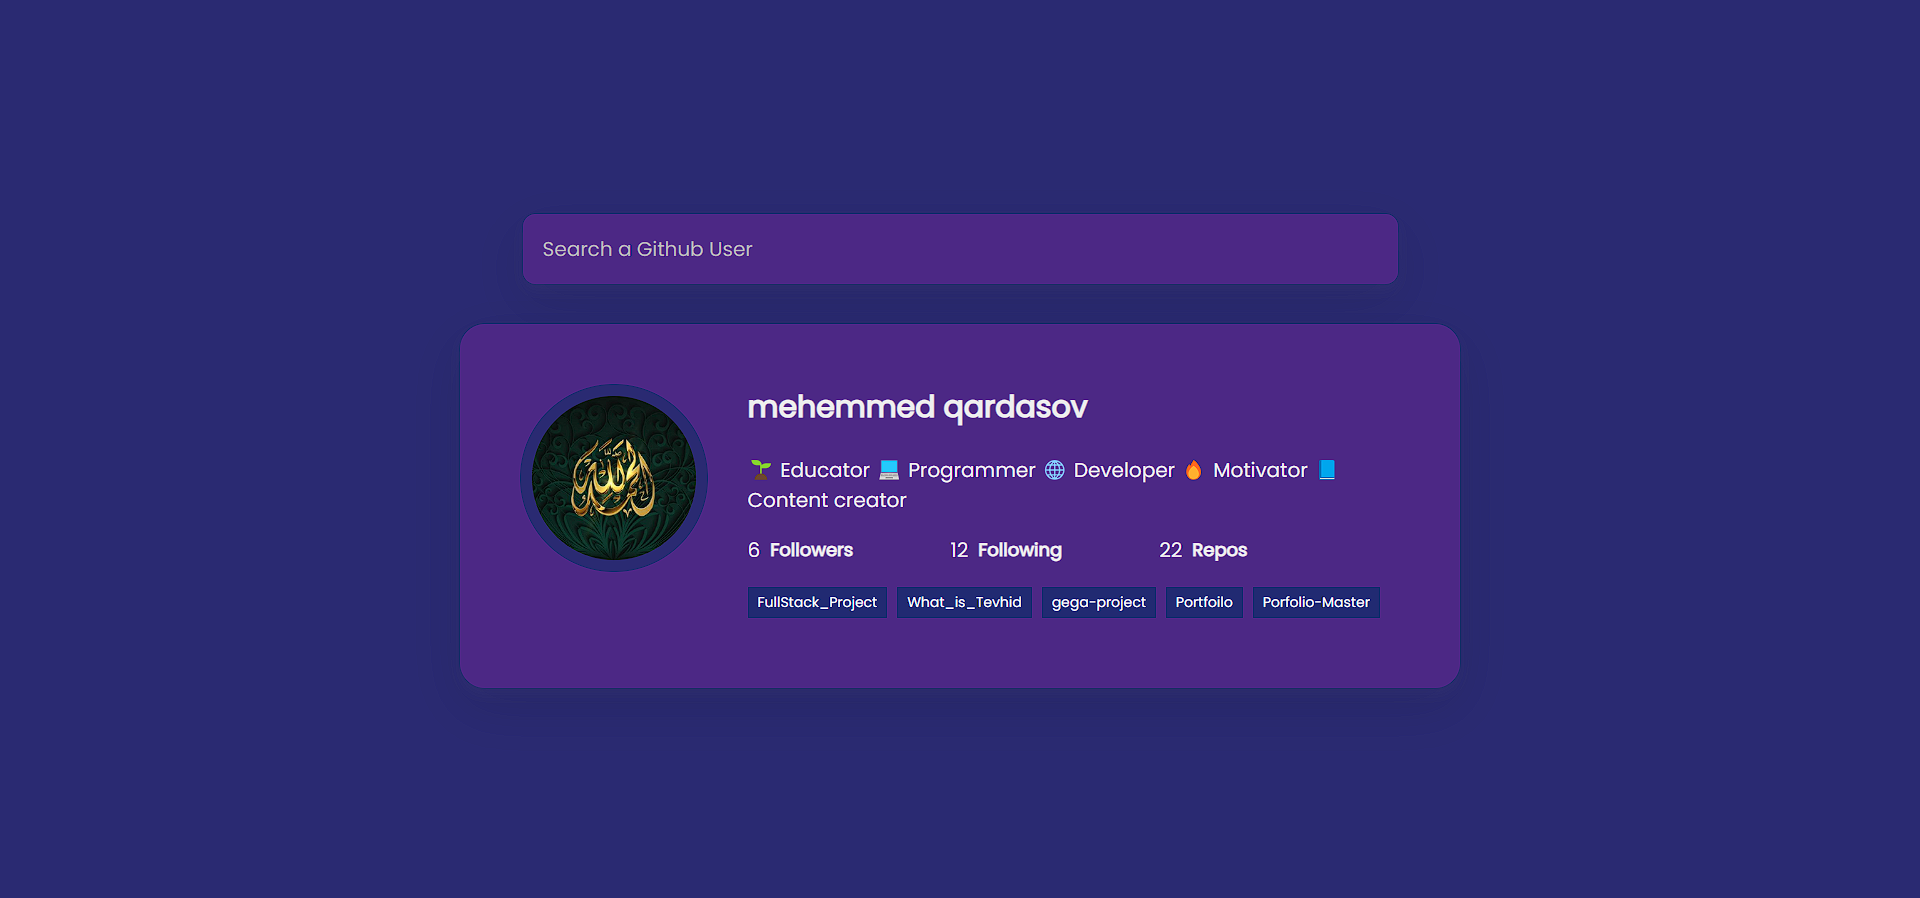 Search a Github User
الحمد لله
mehemmed qardasov
🌱 Educator 💻 Programmer 🌐 Developer 🔥 Motivator 📘
Content creator
6 Followers 12 Following 22 Repos
FullStack_Project What_is_Tevhid gega-project Portfoilo Porfolio-Master